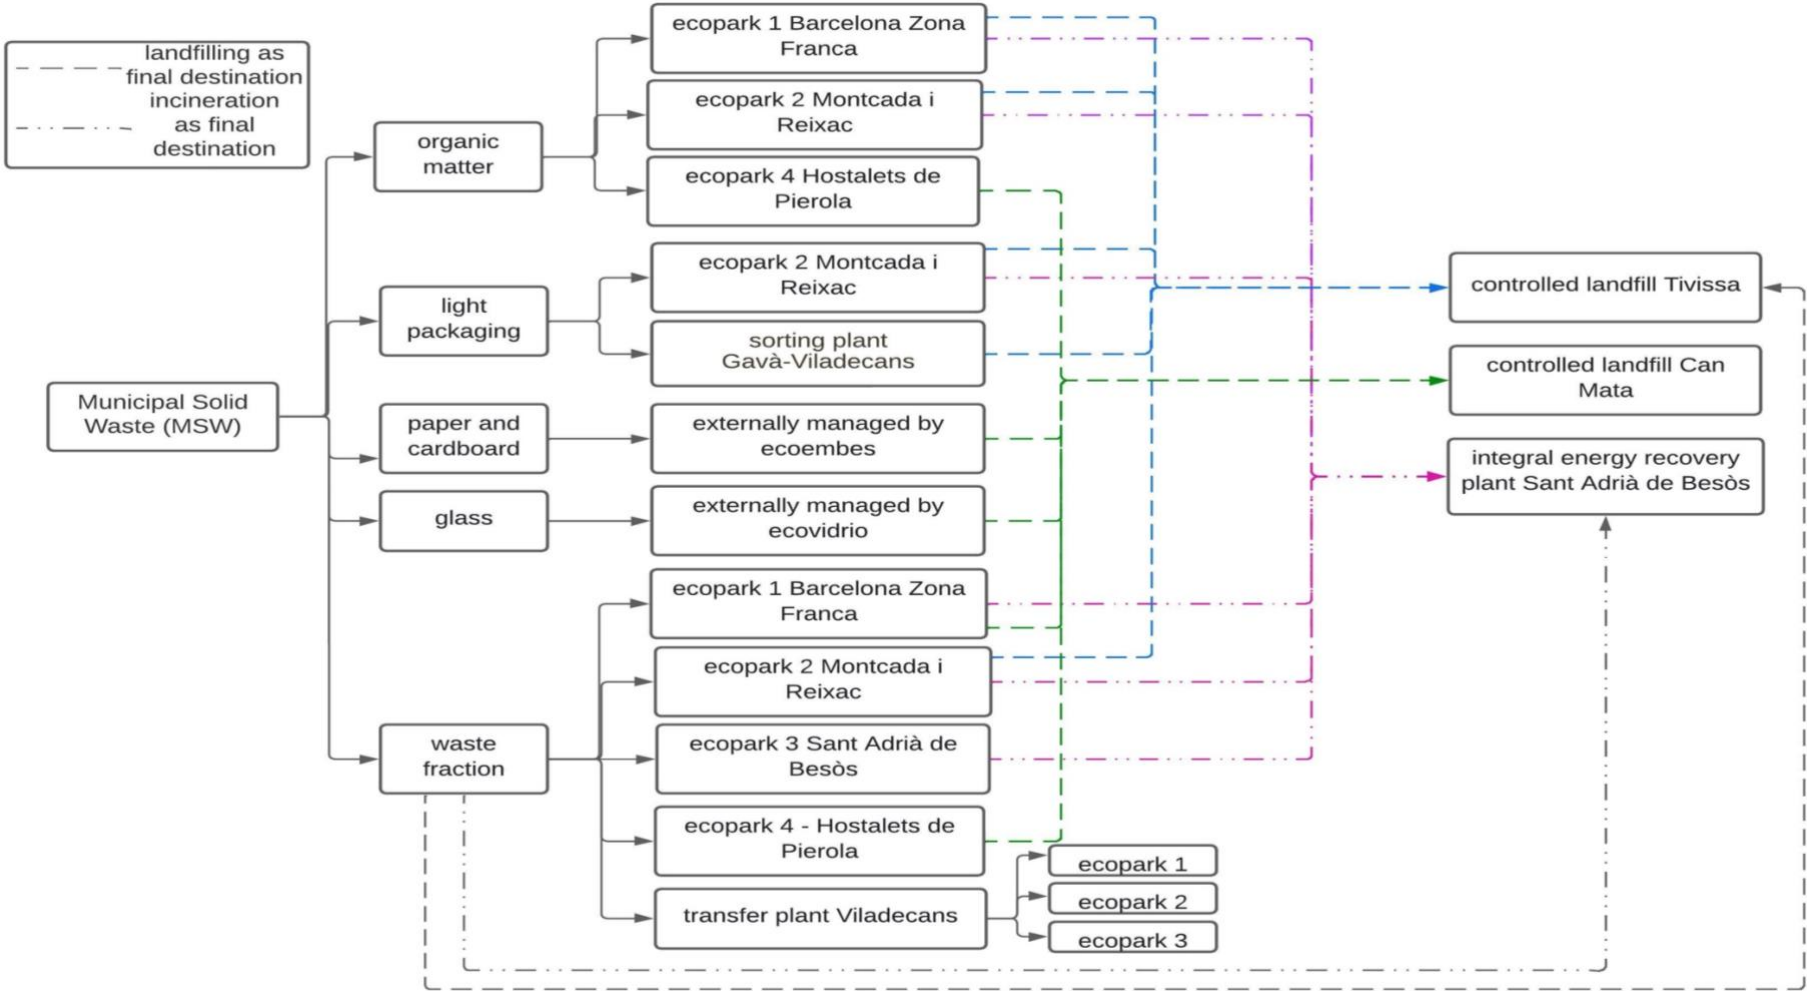 landfilling as
final destination
incineration
as final
destination
Municipal Solid
Waste (MSW)
organic
matter
light
packaging
paper and
cardboard
glass
waste
fraction
ecopark 1 Barcelona Zona
Franca
ecopark 2 Montcada i
Reixac
ecopark 4 Hostalets de
Pierola
ecopark 2 Montcada i
Reixac
sorting plant
Gavà-Viladecans
externally managed by
ecoembes
externally managed by
ecovidrio
ecopark 1 Barcelona Zona
Franca
ecopark 2 Montcada i
Reixac
ecopark 3 Sant Adrià de
Besòs
ecopark 4 - Hostalets de
Pierola
transfer plant Viladecans
ecopark 1
ecopark 2
ecopark 3
controlled landfill Tivissa
controlled landfill Can
Mata
integral energy recovery
plant Sant Adrià de Besòs